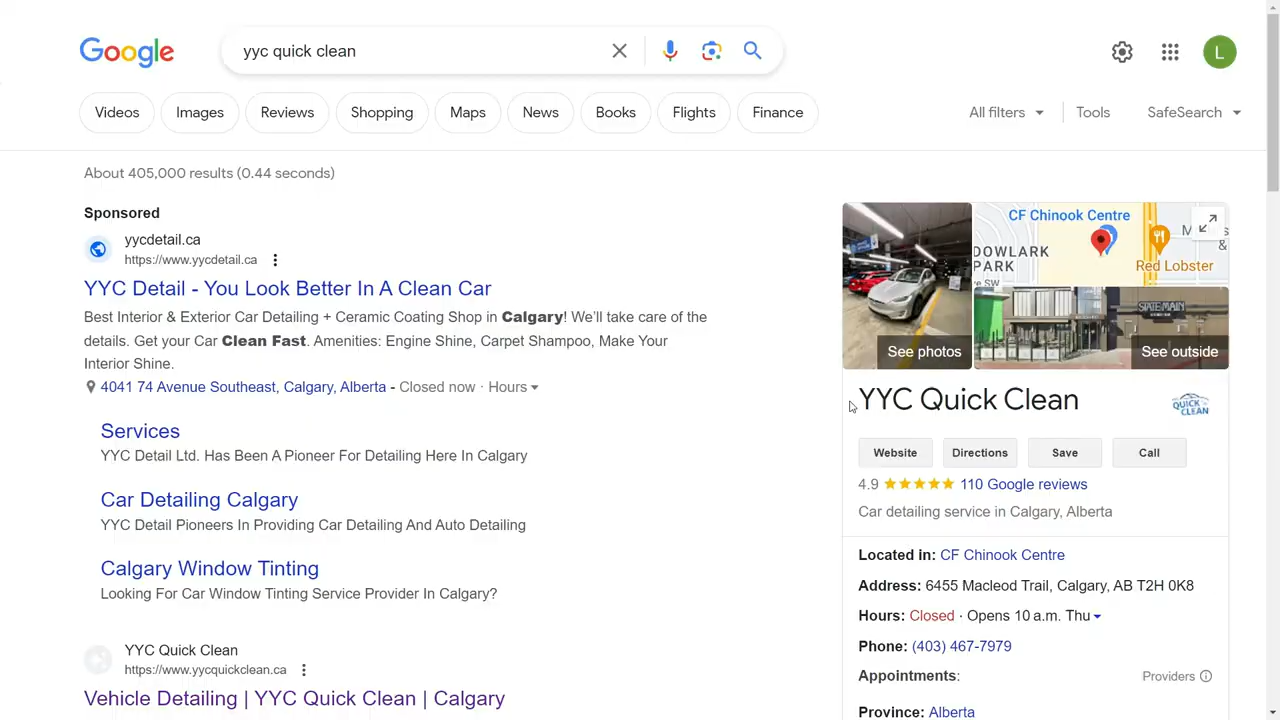 Google
yyc quick clean
L
Videos
Images
Reviews
Shopping
Maps
News
Books
Flights
Finance
All filters
Tools
SafeSearch
About 405,000 results (0.44 seconds)
Sponsored
yycdetail.ca
https://www.yycdetail.ca
YYC Detail - You Look Better In A Clean Car
Best Interior & Exterior Car Detailing + Ceramic Coating Shop in Calgary! We'll take care of the
details. Get your Car Clean Fast. Amenities: Engine Shine, Carpet Shampoo, Make Your
Interior Shine.
4041 74 Avenue Southeast, Calgary, Alberta - Closed now · Hours
Services
YYC Detail Ltd. Has Been A Pioneer For Detailing Here In Calgary
Car Detailing Calgary
YYC Detail Pioneers In Providing Car Detailing And Auto Detailing
Calgary Window Tinting
Looking For Car Window Tinting Service Provider In Calgary?
YYC Quick Clean
https://www.yycquickclean.ca
Vehicle Detailing | YYC Quick Clean | Calgary
CF Chinook Centre
DOWLARK
PARK
Red Lobster
&
See photos
STATE&MAIN
See outside
YYC Quick Clean
QUICK
CLEAN
Website
Directions
Save
Call
4.9
110 Google reviews
Car detailing service in Calgary, Alberta
Located in: CF Chinook Centre
Address: 6455 Macleod Trail, Calgary, AB T2H 0K8
Hours: Closed · Opens 10 a.m. Thu
Phone: (403) 467-7979
Appointments:
Providers
Province: Alberta